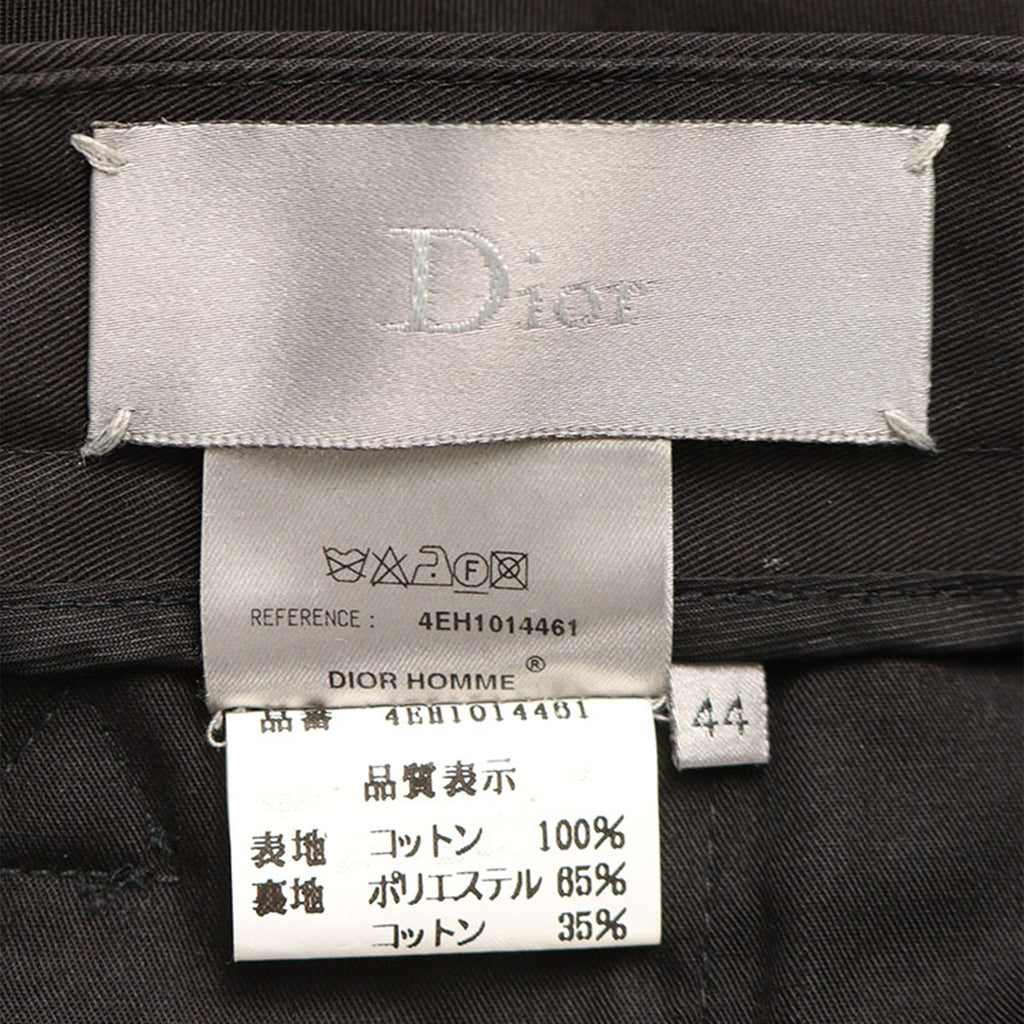 Dior
F
REFERENCE : 4EH1014461
DIOR HOMME ®
44
品番 4EH1014461
品質表示
表地 コットン 100%
裏地 ポリエステル 65%
コットン 35%